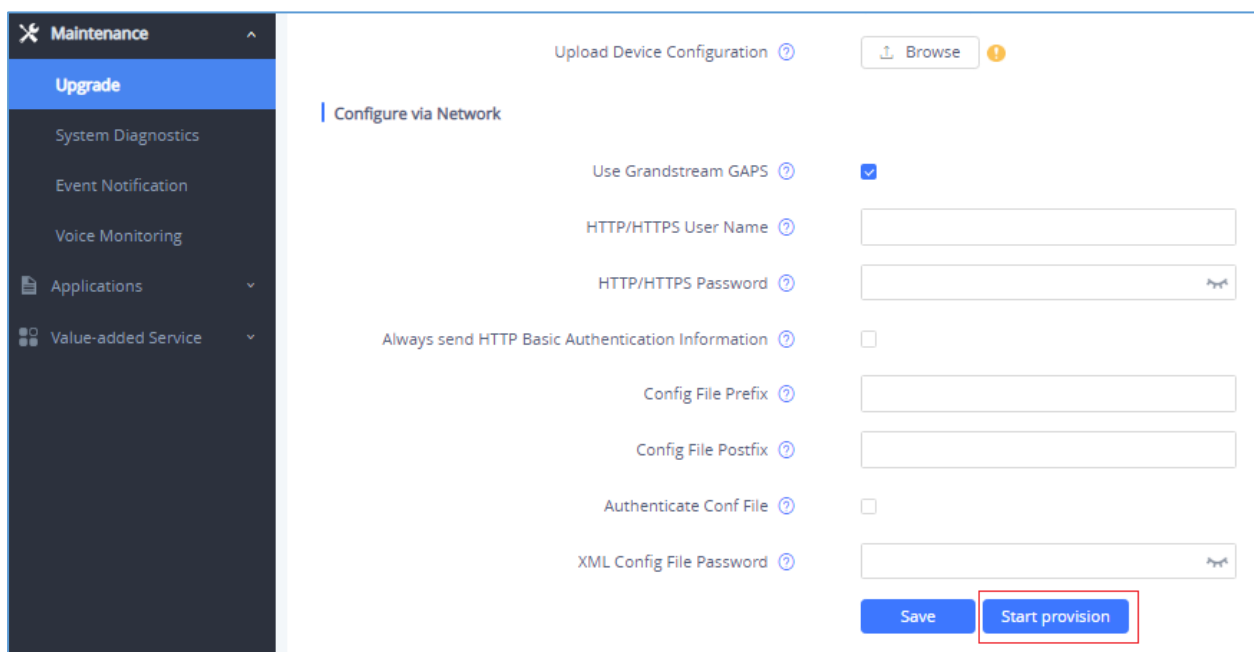 Maintenance
Upgrade
System Diagnostics
Event Notification
Voice Monitoring
Applications
Value-added Service
Upload Device Configuration
Browse
Configure via Network
Use Grandstream GAPS
HTTP/HTTPS User Name
HTTP/HTTPS Password
Always send HTTP Basic Authentication Information
Config File Prefix
Config File Postfix
Authenticate Conf File
XML Config File Password
Save
Start provision